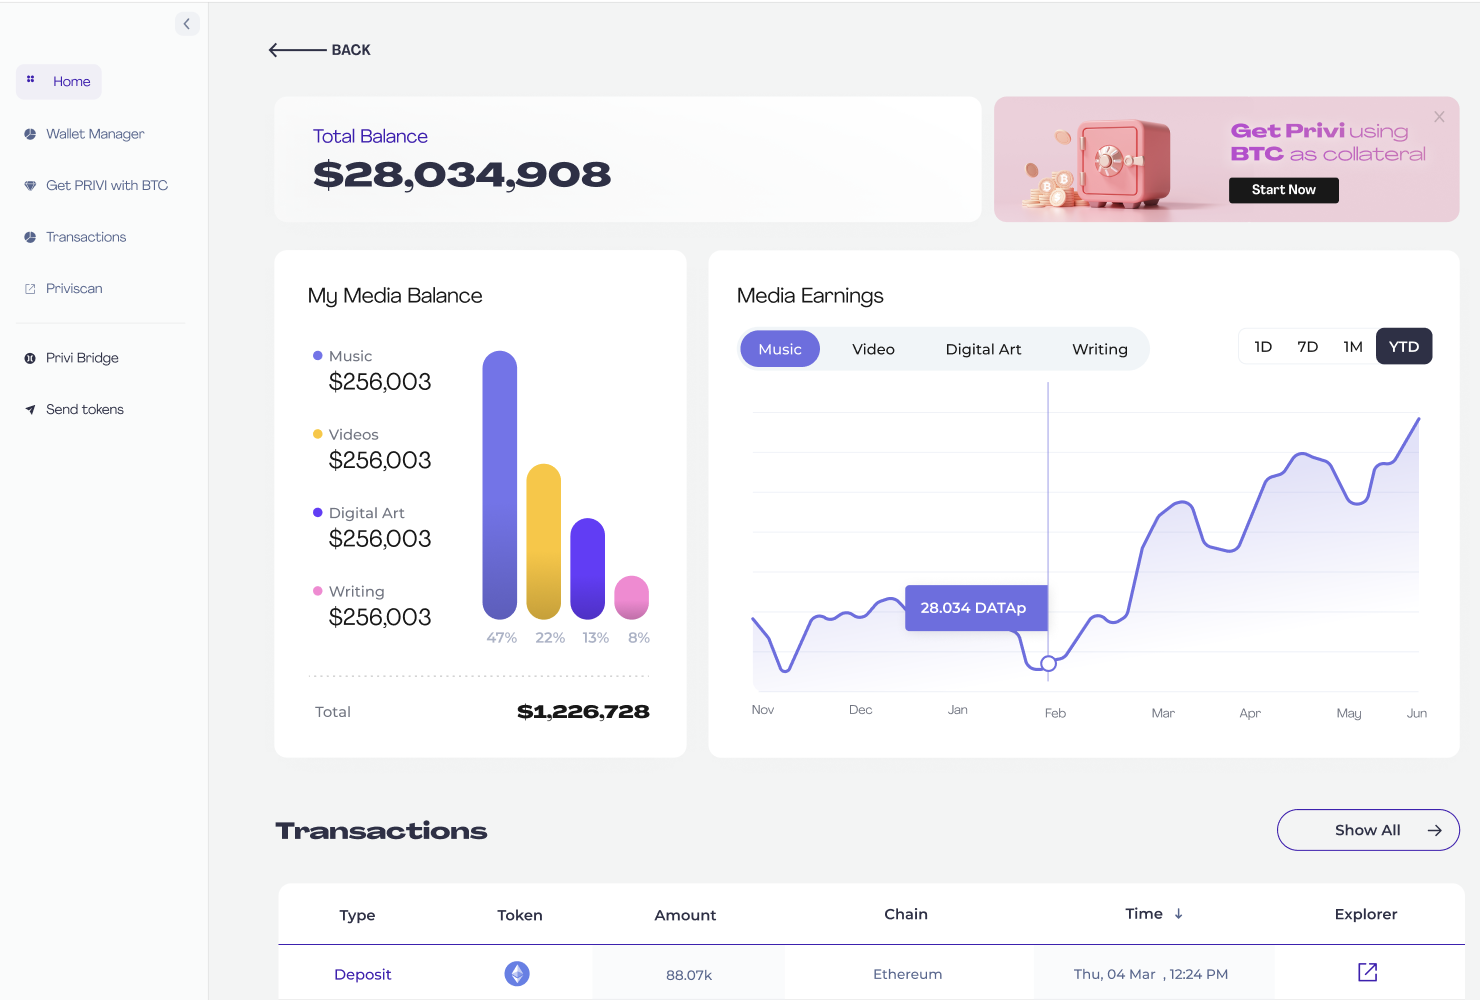 BACK
Home
Wallet Manager
Get PRIVI with BTC
Transactions
Priviscan
Privi Bridge
Send tokens
Total Balance
$28,034,908
Get Privi using
BTC as collateral
Start Now
My Media Balance
Music
$256,003
Videos
$256,003
Digital Art
$256,003
Writing
$256,003
47% 22% 13% 8%
Total $1,226,728
Media Earnings
Music Video Digital Art Writing
1D 7D 1M YTD
28.034 DATAp
Nov Dec Jan Feb Mar Apr May Jun
Transactions
Show All
Type Token Amount Chain Time Explorer
Deposit 88.07k Ethereum Thu, 04 Mar , 12:24 PM